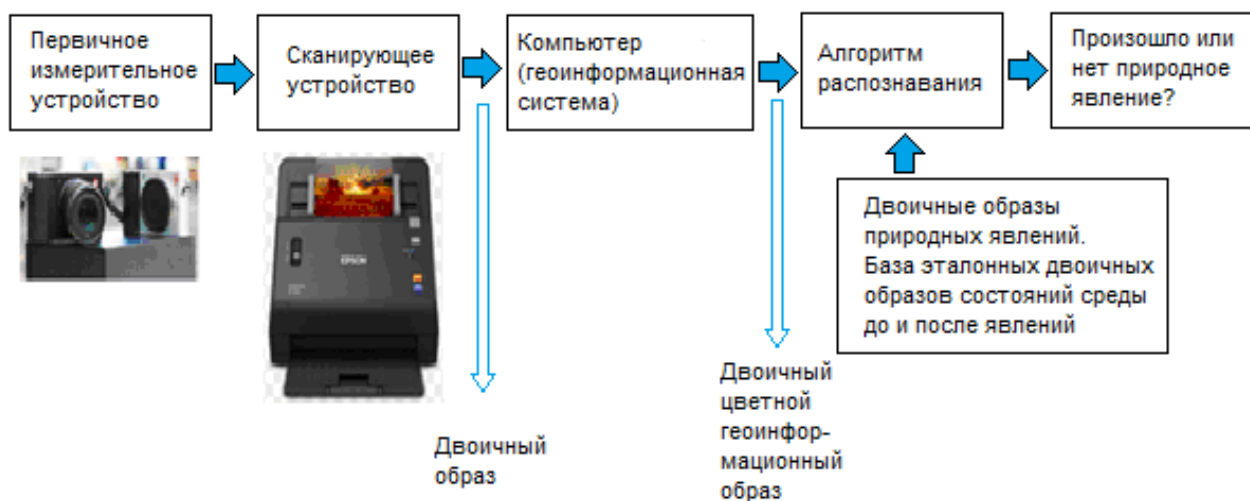 Первичное
измерительное
устройство
Сканирующее
устройство
Компьютер
(геоинформационная
система)
Алгоритм
распознавания
Произошло или
нет природное
явление?
EPSON
Двоичные образы
природных явлений.
База эталонных двоичных
образов состояний среды
до и после явлений
Двоичный
образ
Двоичный
цветной
геоинфор-
мационный
образ